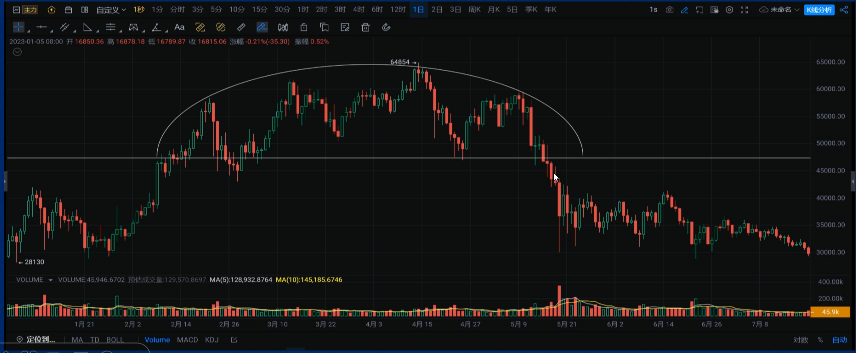 主力 自定义 1秒 1分 分时 3分 5分 10分 15分 30分 1时 2时 3时 4时 6时 12时 1日 2日 3日 周K 月K 5日 季K 年K 1s 未命名 K线分析
Aa
2023-01-05 08:00 开 16850.36 高 16878.18 低 16789.87 收 16815.06 涨幅 -0.21%(-35.30) 振幅 0.52%
64854
65000.00
60000.00
55000.00
50000.00
45000.00
40000.00
35000.00
30000.00
28130
VOLUME VOLUME:45,946.6702 预估成交量:129,570.8697 MA(5):128,932.8764 MA(10):145,185.6746
400.00k
200.00k
45.9k
1月 21 2月 2 2月 14 2月 26 3月 10 3月 22 4月 3 4月 15 4月 27 5月 9 5月 21 6月 2 6月 14 6月 26 7月 8
定位到... MA TD BOLL Volume MACD KDJ 对数 % 自动